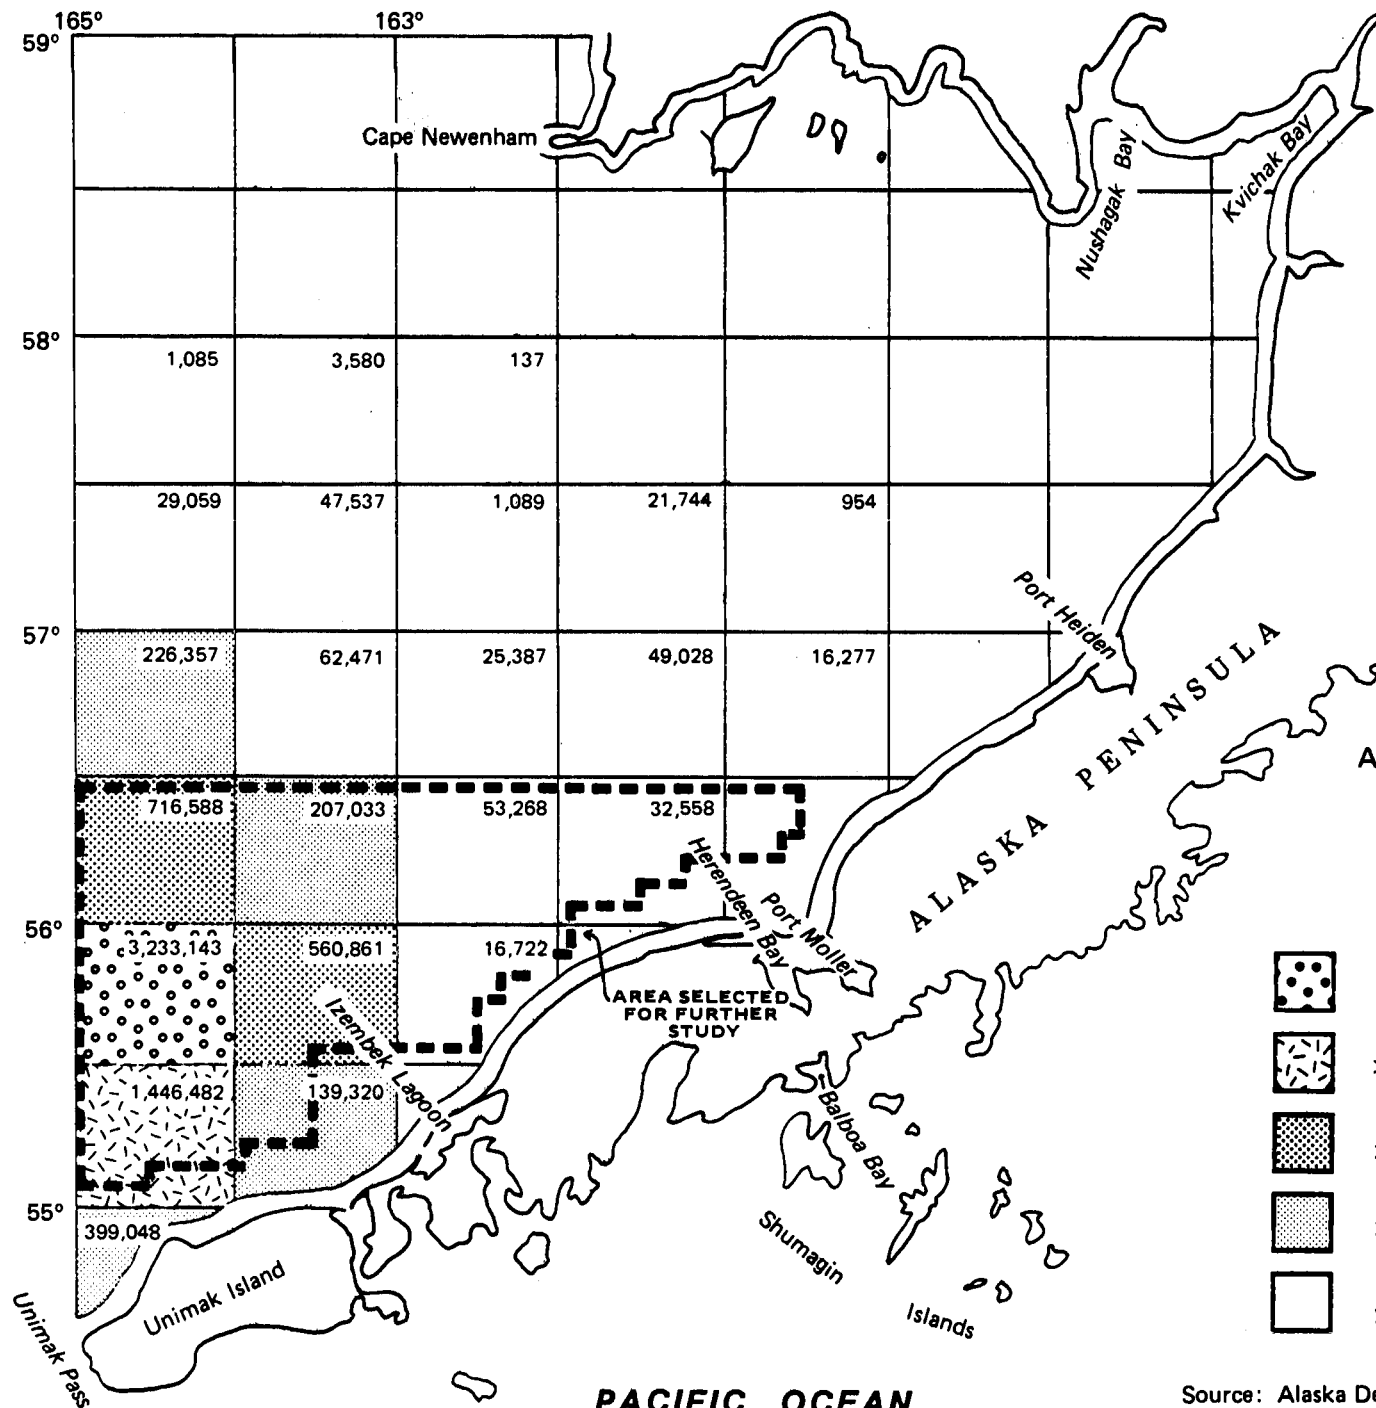 165° 163°
59°
Cape Newenham
Nushagak Bay
Kvichak Bay
58°
1,085 3,580 137
29,059 47,537 1,089 21,744 954
Port Heiden
57°
226,357 62,471 25,387 49,028 16,277
ALASKA PENINSULA
A
716,588 207,033 53,268 32,558
Herendeen Bay
Port Moller
56°
3,233,143 560,861 16,722
AREA SELECTED
FOR FURTHER
STUDY
Izembek Lagoon
1,446,482 139,320
Balboa Bay
55°
399,048
Shumagin
Islands
Unimak Island
Unimak Pass
PACIFIC OCEAN
Source: Alaska De